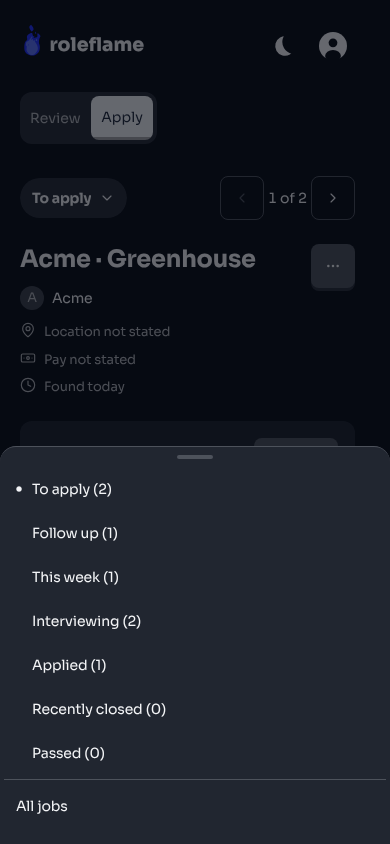 roleflame
Review
Apply
To apply
1 of 2
Acme · Greenhouse
...
A
Acme
Location not stated
Pay not stated
Found today
To apply (2)
Follow up (1)
This week (1)
Interviewing (2)
Applied (1)
Recently closed (0)
Passed (0)
All jobs